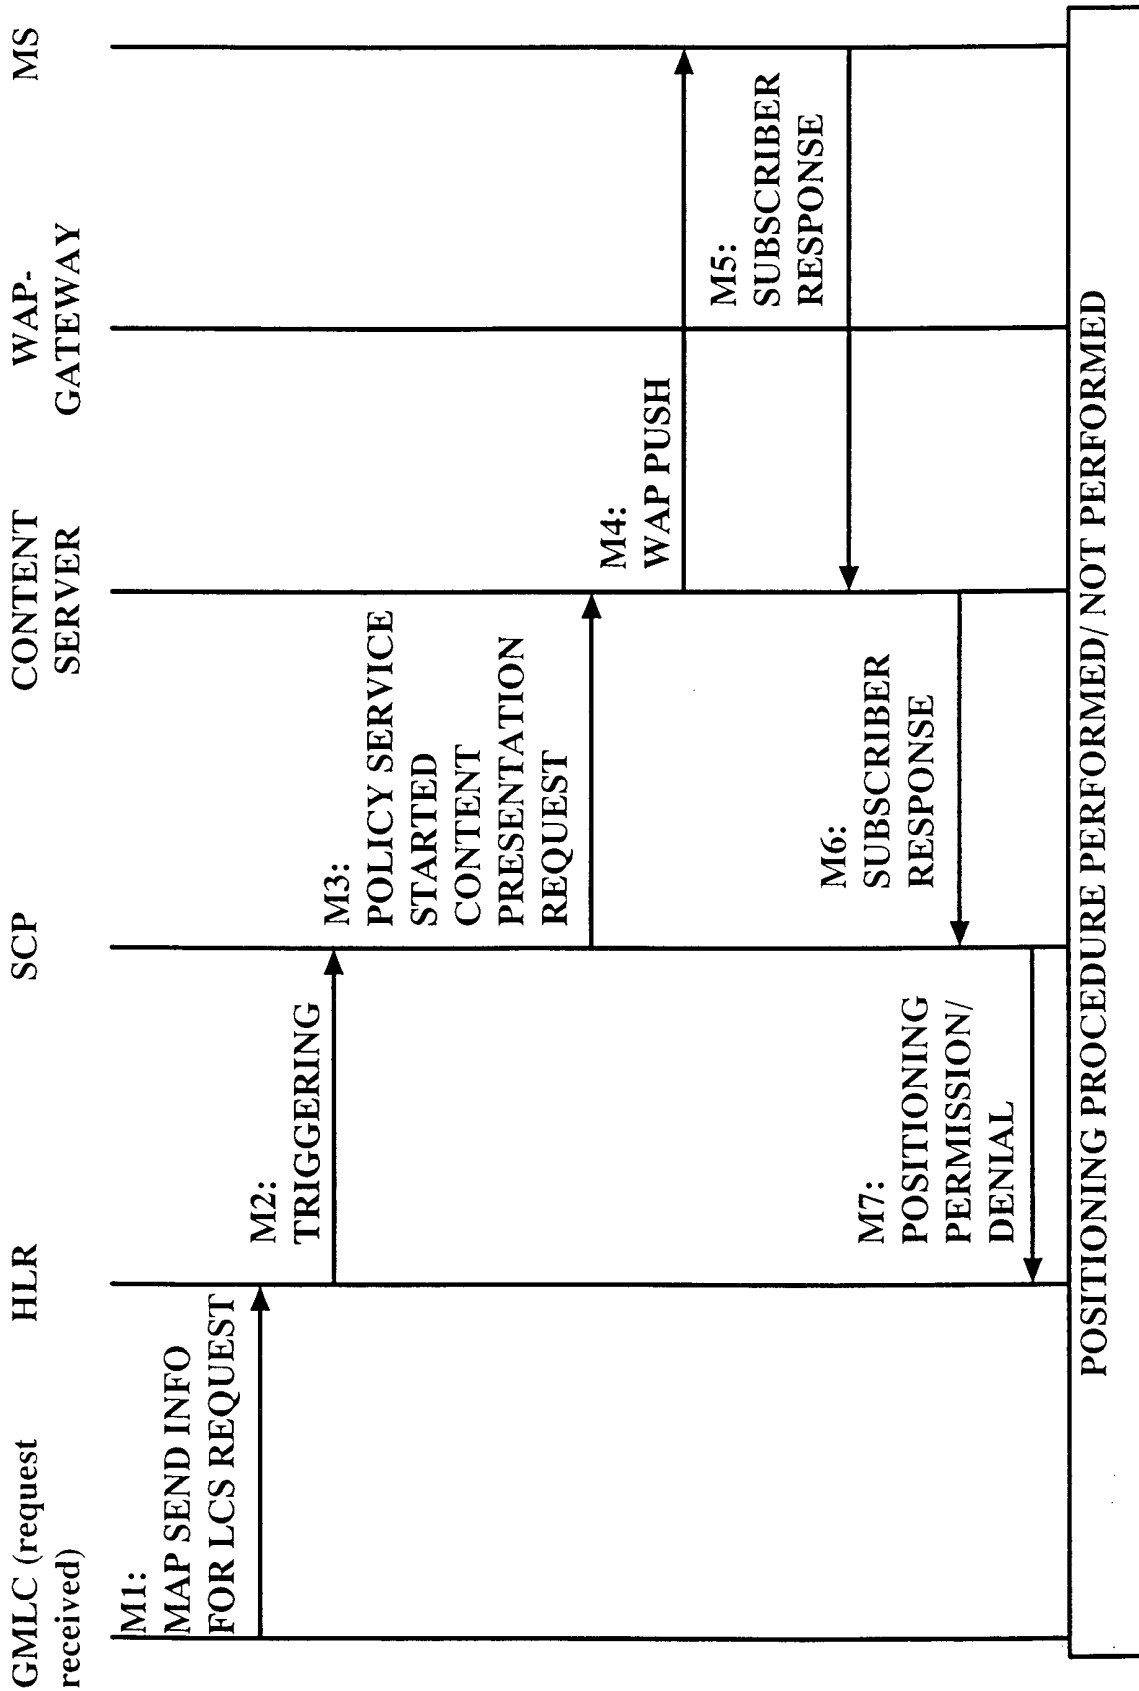 GMLC (request
received)
HLR
SCP
CONTENT
SERVER
WAP-
GATEWAY
MS
M1:
MAP SEND INFO
FOR LCS REQUEST
M2:
TRIGGERING
M3:
POLICY SERVICE
STARTED
CONTENT
PRESENTATION
REQUEST
M4:
WAP PUSH
M5:
SUBSCRIBER
RESPONSE
M6:
SUBSCRIBER
RESPONSE
M7:
POSITIONING
PERMISSION/
DENIAL
POSITIONING PROCEDURE PERFORMED/ NOT PERFORMED